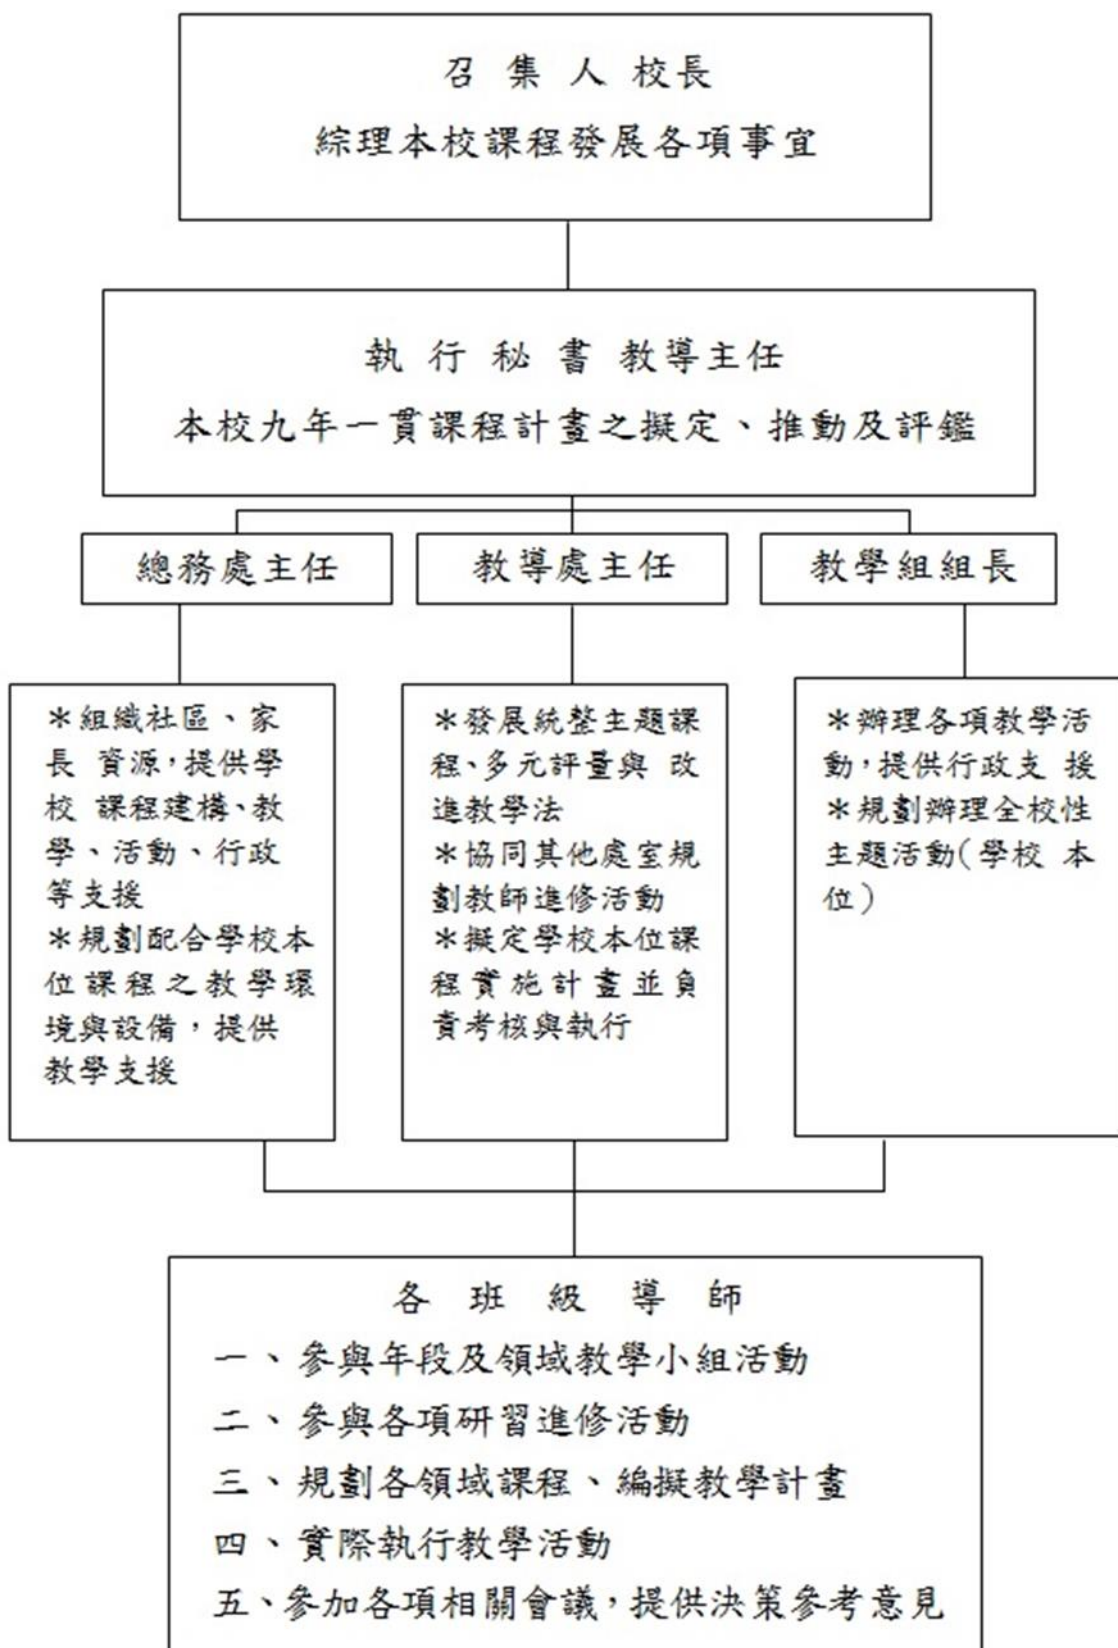 召 集 人 校長
綜理本校課程發展各項事宜
執 行 秘 書 教導主任
本校九年一貫課程計畫之擬定、推動及評鑑
總務處主任
教導處主任
教學組組長
＊組織社區、家
長 資源，提供學
校 課程建構、教
學、活動、行政
等支援
＊規劃配合學校本
位課程之教學環
境與設備，提供
教學支援
＊發展統整主題課
程、多元評量與 改
進教學法
＊協同其他處室規
劃教師進修活動
＊擬定學校本位課
程實施計畫並負
責考核與執行
＊辦理各項教學活
動，提供行政支 援
＊規劃辦理全校性
主題活動(學校 本
位)
各 班 級 導 師
一、參與年段及領域教學小組活動
二、參與各項研習進修活動
三、規劃各領域課程、編擬教學計畫
四、實際執行教學活動
五、參加各項相關會議，提供決策參考意見